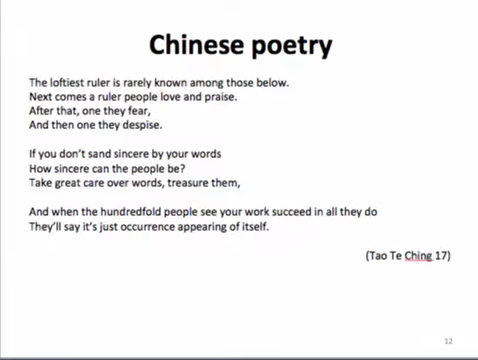 Chinese poetry
The loftiest ruler is rarely known among those below.
Next comes a ruler people love and praise.
After that, one they fear,
And then one they despise.
If you don't sand sincere by your words
How sincere can the people be?
Take great care over words, treasure them,
And when the hundredfold people see your work succeed in all they do
They'll say it's just occurrence appearing of itself.
(Tao Te Ching 17)
12